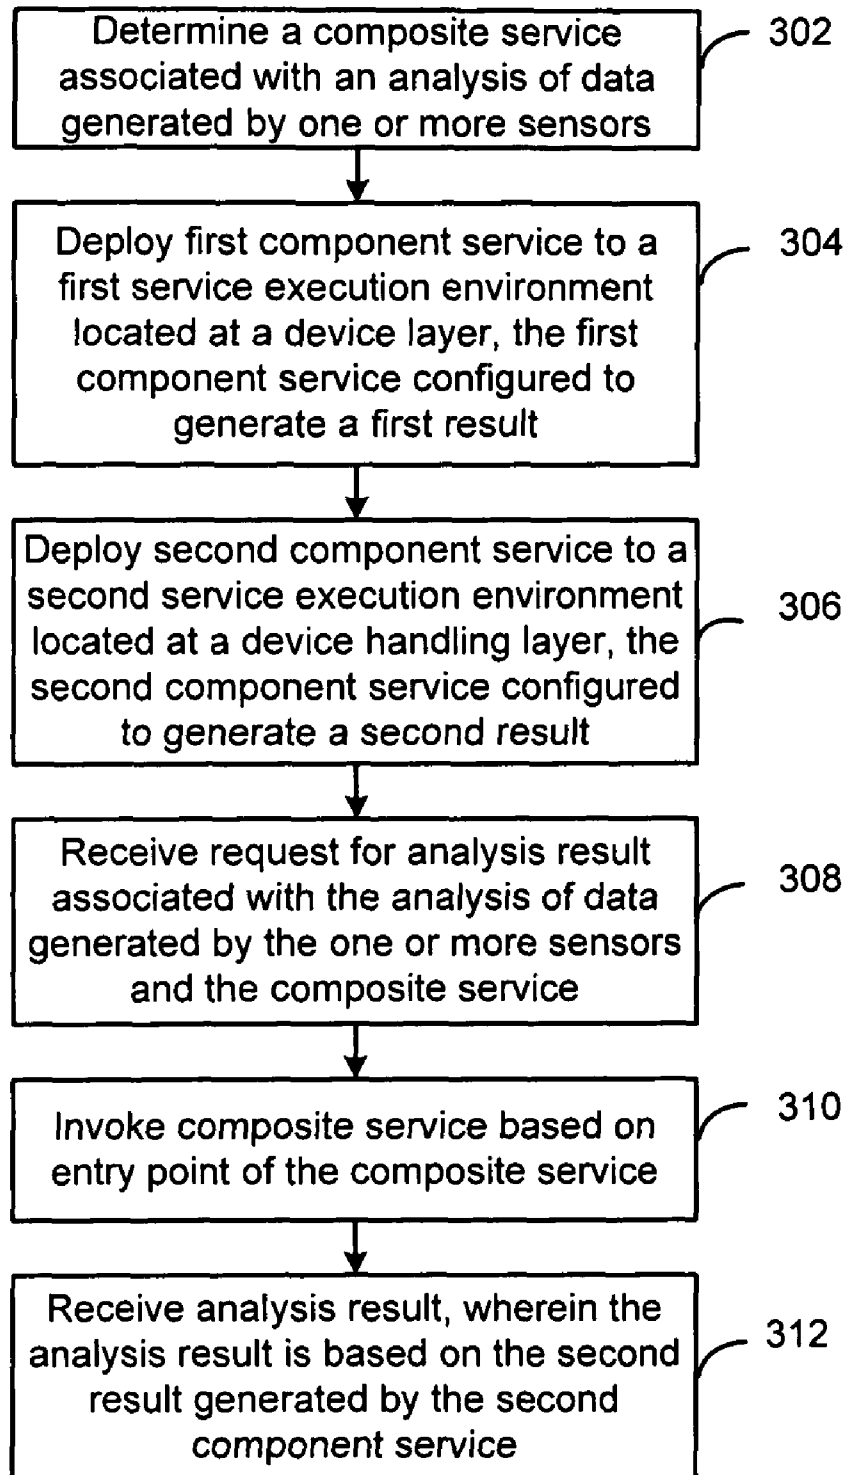 Determine a composite service
associated with an analysis of data
generated by one or more sensors
302
Deploy first component service to a
first service execution environment
located at a device layer, the first
component service configured to
generate a first result
304
Deploy second component service to a
second service execution environment
located at a device handling layer, the
second component service configured
to generate a second result
306
Receive request for analysis result
associated with the analysis of data
generated by the one or more sensors
and the composite service
308
Invoke composite service based on
entry point of the composite service
310
Receive analysis result, wherein the
analysis result is based on the second
result generated by the second
component service
312